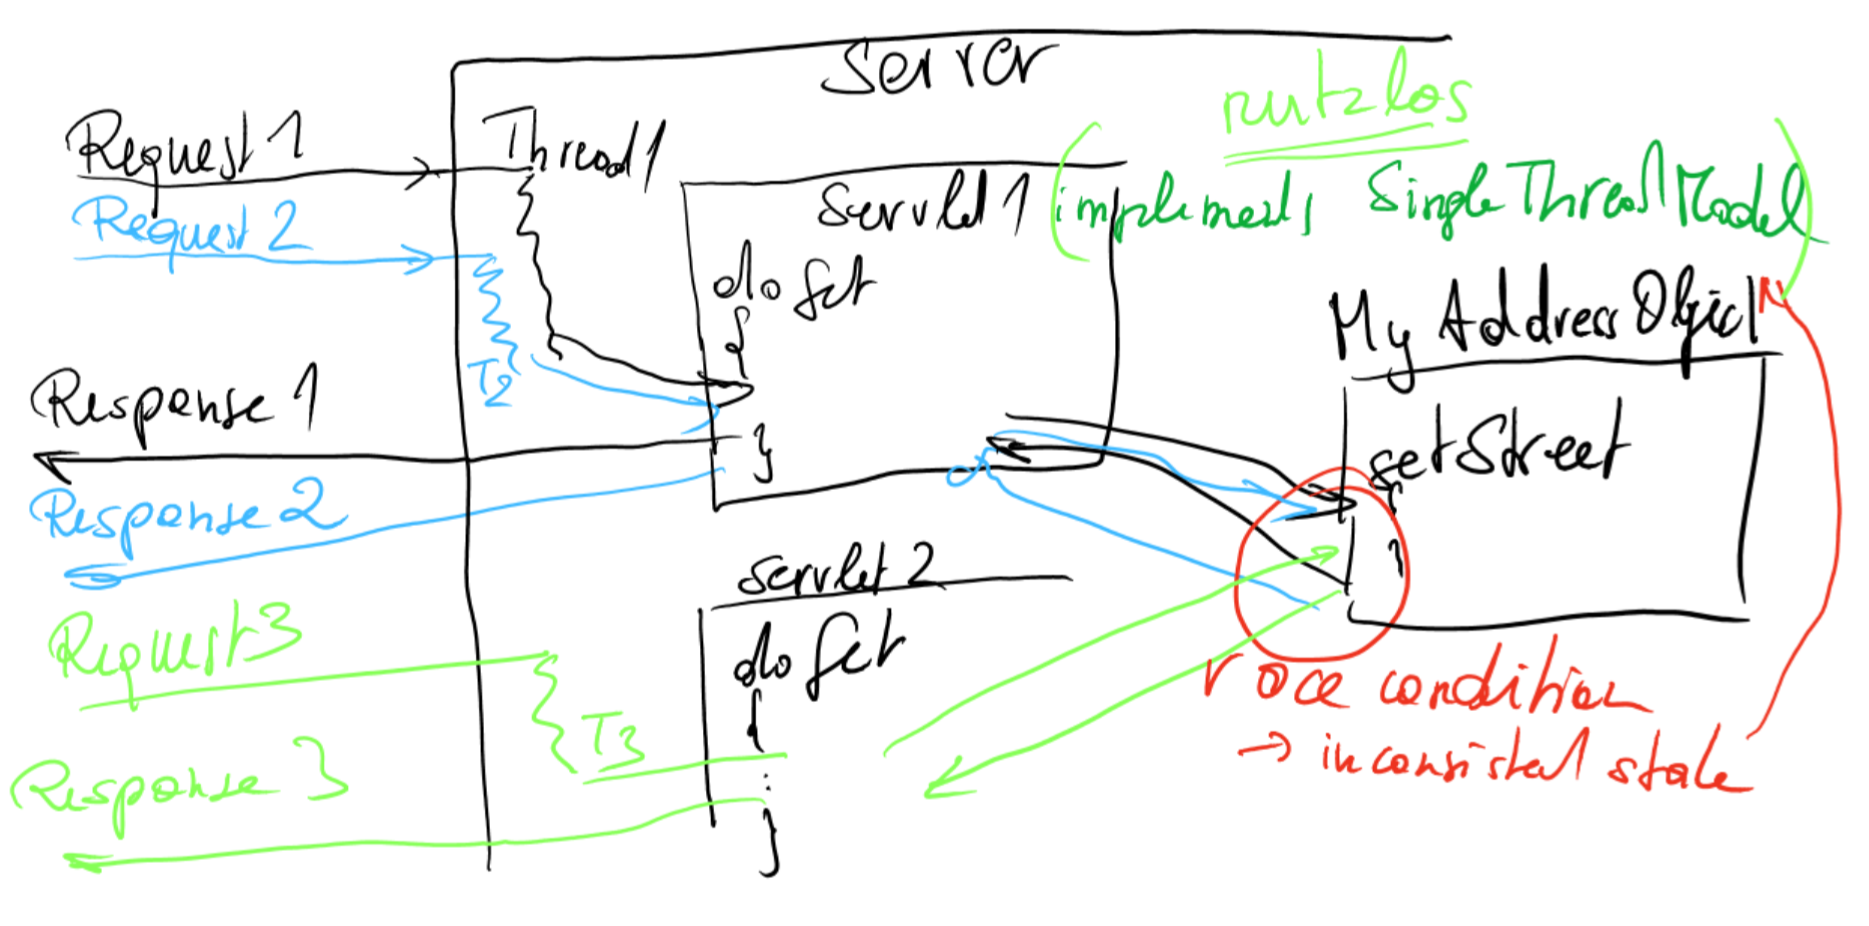 Server
nutzlos
Request 1
Thread 1
Servlet 1 (implements SingleThreadModel)
Request 2
doGet
{
My Address Object
T2
Response 1
}
setStreet
{
}
Response 2
Servlet 2
Request 3
doGet
{
race condition
T3
→ inconsistent state
:
Response 3
}